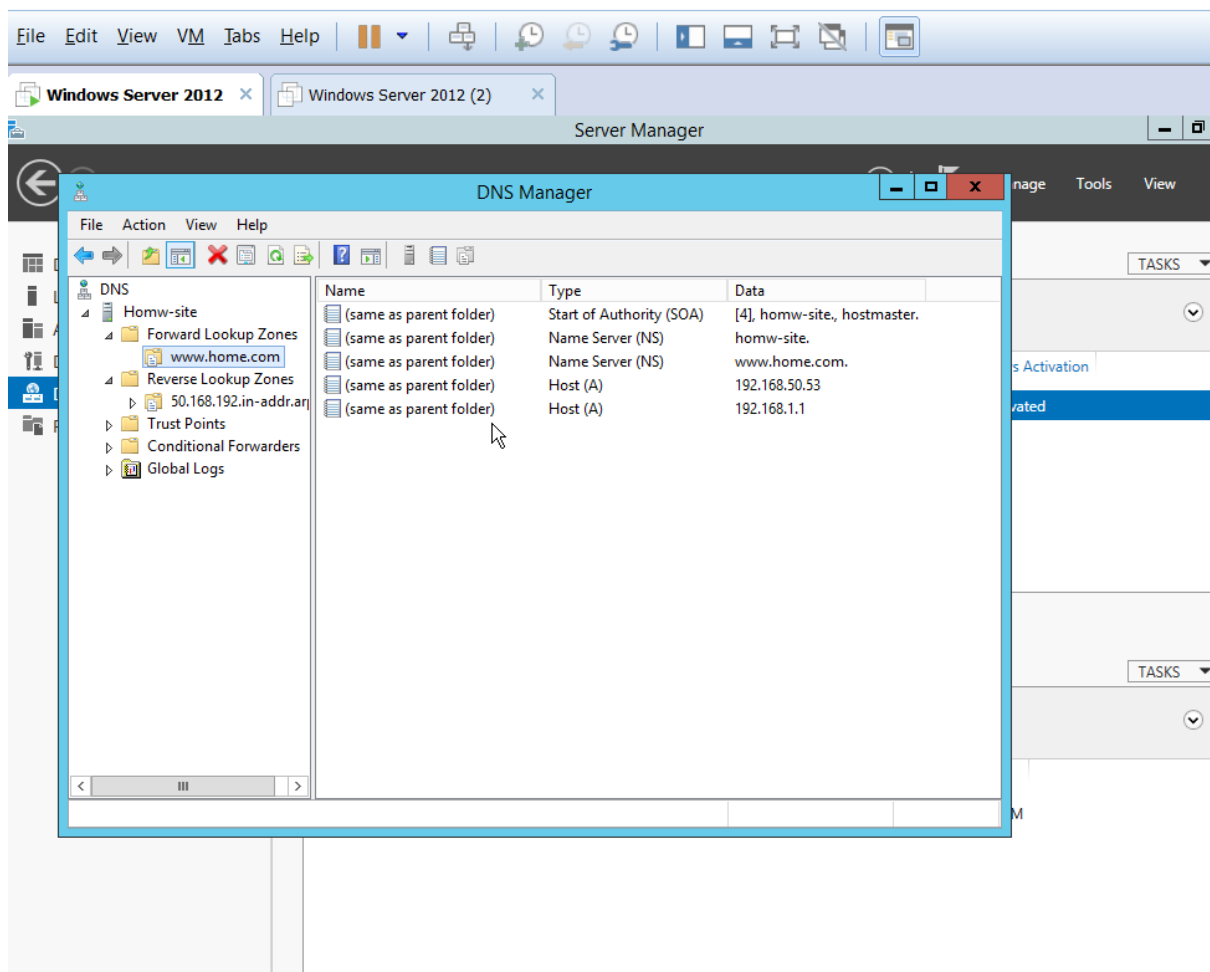 File Edit View VM Tabs Help
Windows Server 2012 Windows Server 2012 (2)
Server Manager
Tools View
DNS Manager
File Action View Help
TASKS
DNS
Homw-site
Forward Lookup Zones
www.home.com
Reverse Lookup Zones
50.168.192.in-addr.arp
Trust Points
Conditional Forwarders
Global Logs
Name Type Data
(same as parent folder) Start of Authority (SOA) [4], homw-site., hostmaster.
(same as parent folder) Name Server (NS) homw-site.
(same as parent folder) Name Server (NS) www.home.com.
(same as parent folder) Host (A) 192.168.50.53
(same as parent folder) Host (A) 192.168.1.1
Activation
TASKS